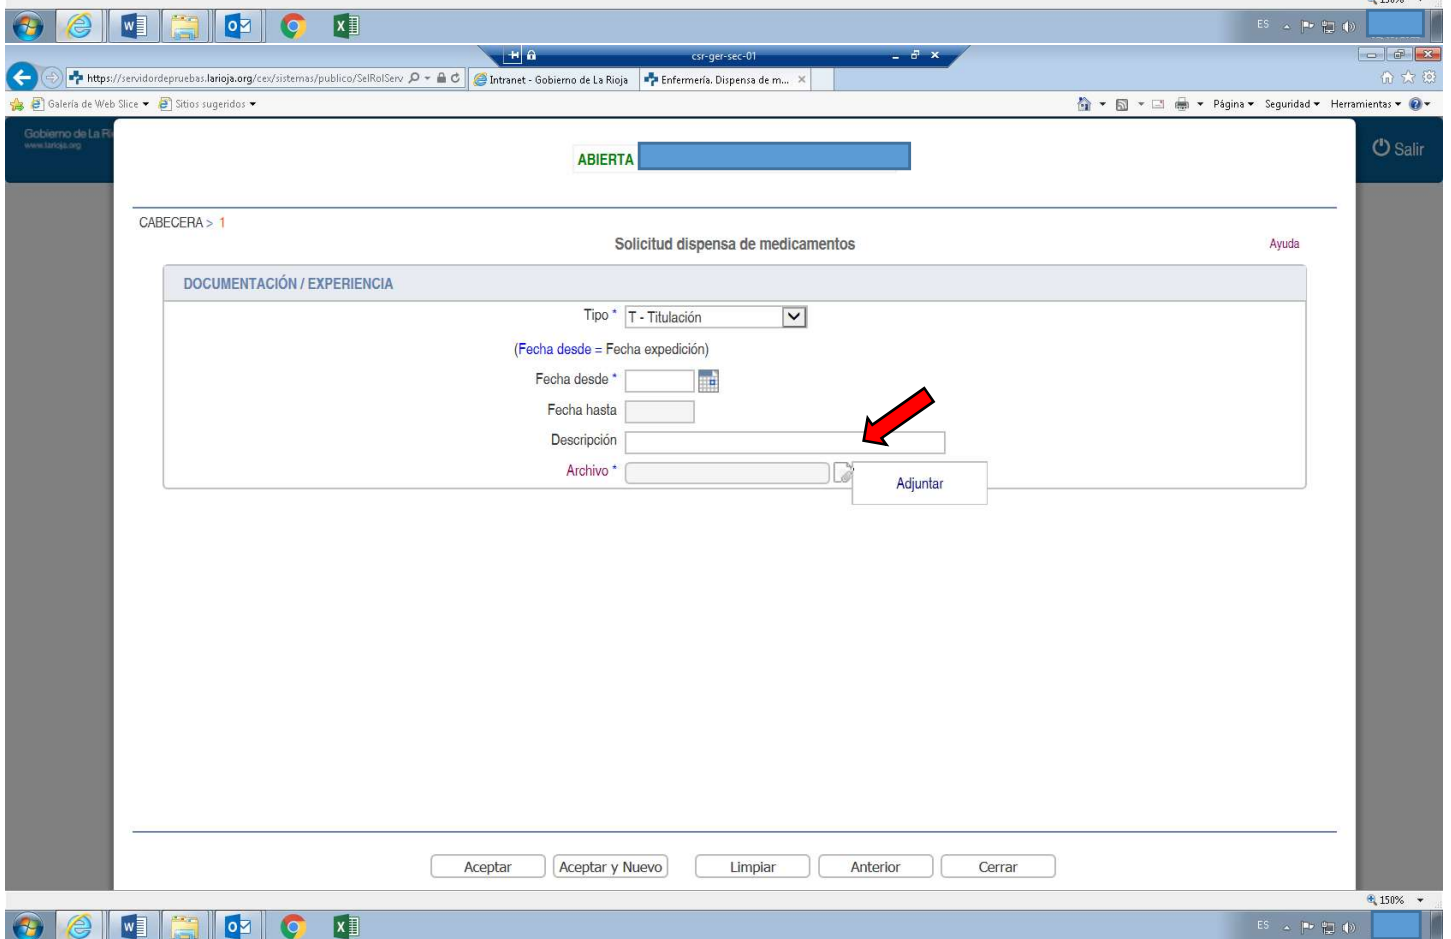 150%
ES
csr-ger-sec-01
https://servidordepruebas.larioja.org/cex/sistemas/publico/SelRolServ
Intranet - Gobierno de La Rioja
Enfermería. Dispensa de m...
Galería de Web Slice
Sitios sugeridos
Página
Seguridad
Herramientas
Gobierno de La Ri
www.larioja.org
Salir
ABIERTA
CABECERA > 1
Solicitud dispensa de medicamentos
Ayuda
DOCUMENTACIÓN / EXPERIENCIA
Tipo * T - Titulación
(Fecha desde = Fecha expedición)
Fecha desde *
Fecha hasta
Descripción
Archivo *
Adjuntar
Aceptar
Aceptar y Nuevo
Limpiar
Anterior
Cerrar
150%
ES